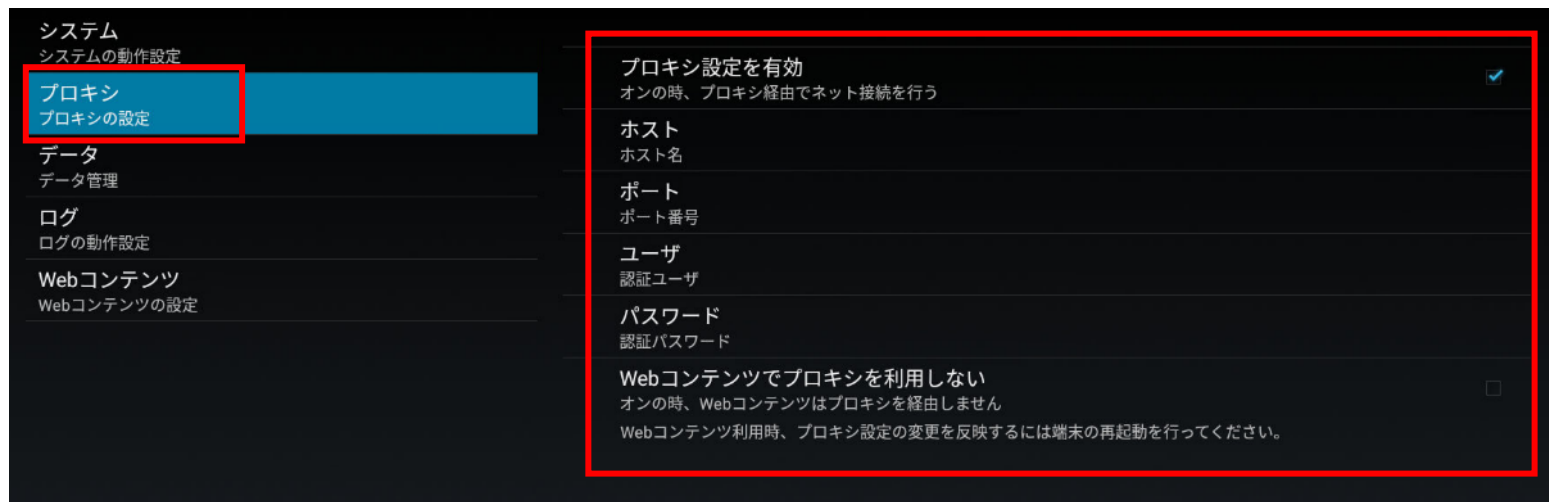 システム
システムの動作設定
プロキシ
プロキシの設定
データ
データ管理
ログ
ログの動作設定
Webコンテンツ
Webコンテンツの設定
プロキシ設定を有効
オンの時、プロキシ経由でネット接続を行う
ホスト
ホスト名
ポート
ポート番号
ユーザ
認証ユーザ
パスワード
認証パスワード
Webコンテンツでプロキシを利用しない
オンの時、Webコンテンツはプロキシを経由しません
Webコンテンツ利用時、プロキシ設定の変更を反映するには端末の再起動を行ってください。